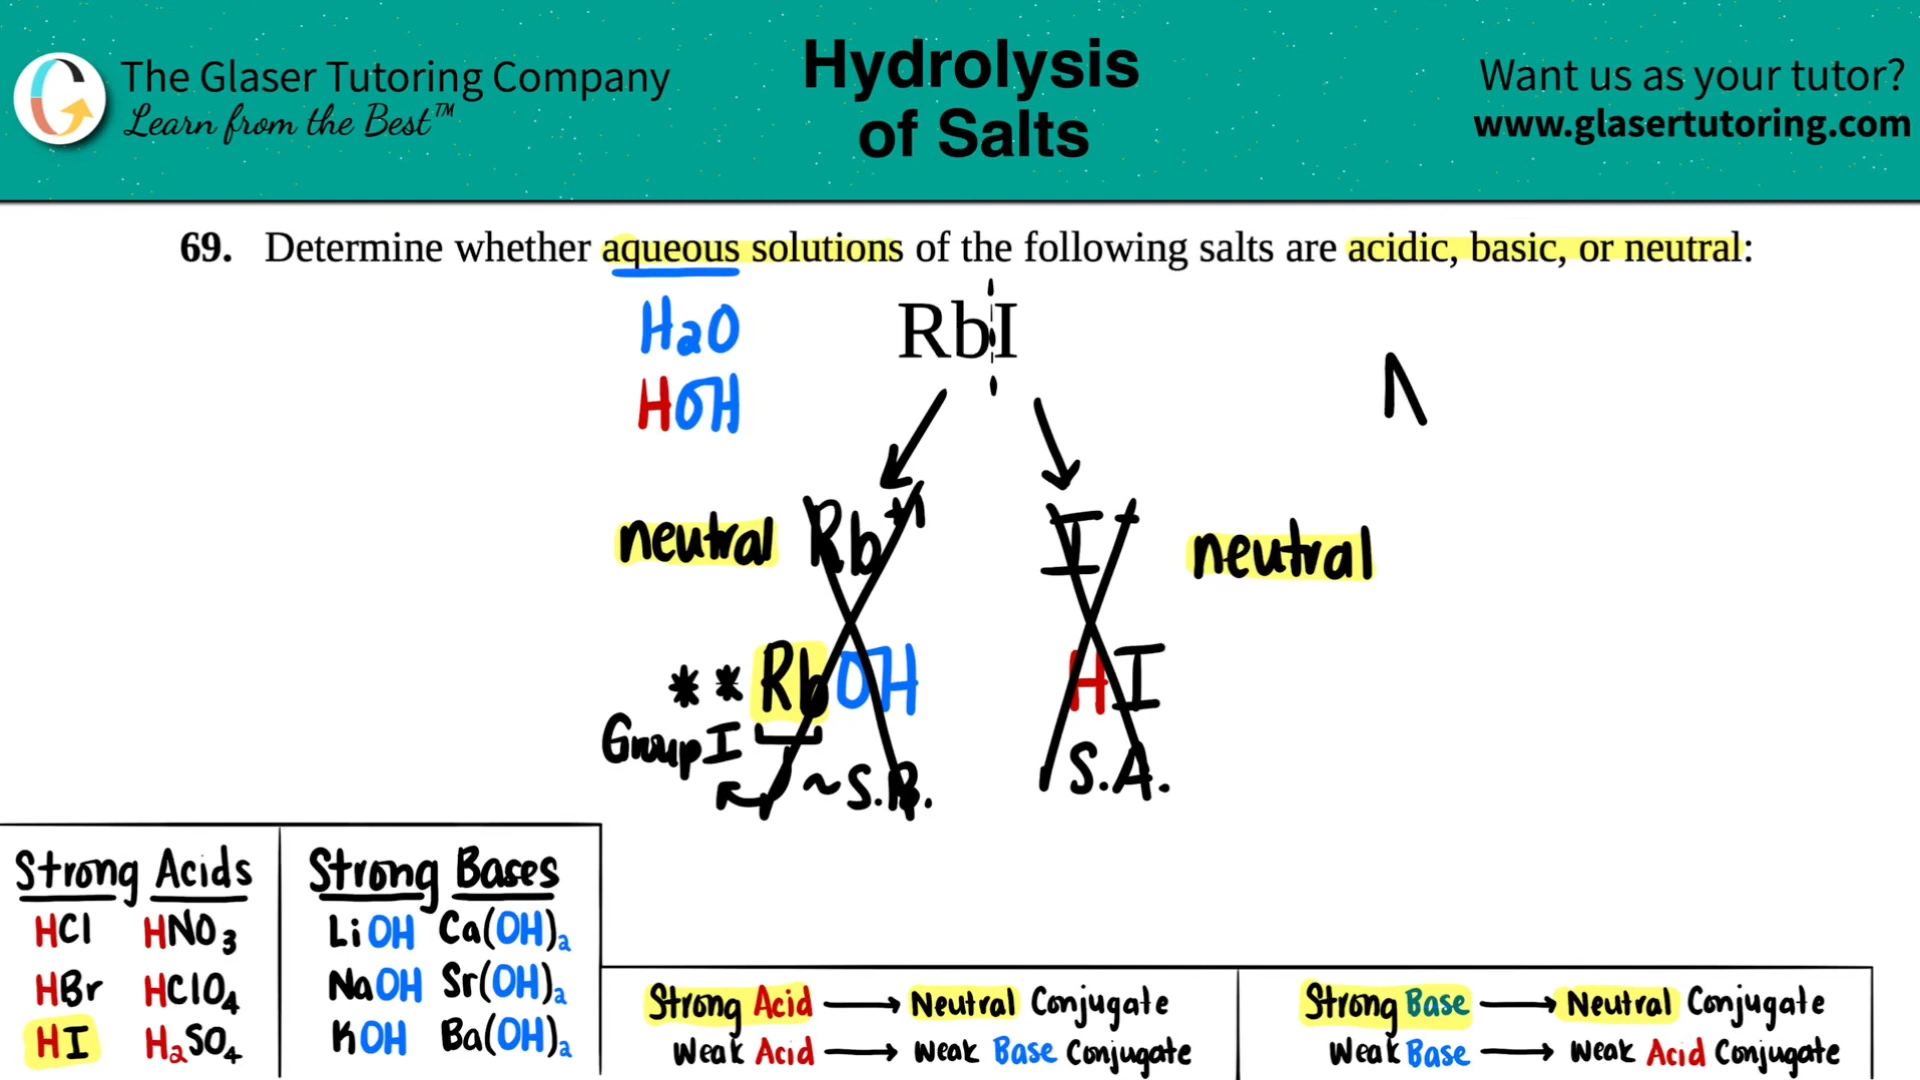 The Glaser Tutoring Company
Learn from the Best™
Hydrolysis
of Salts
Want us as your tutor?
www.glasertutoring.com
69. Determine whether aqueous solutions of the following salts are acidic, basic, or neutral:
H₂O
HOH
RbI
neutral Rb⁺¹ I⁻ neutral
** RbOH HI
Group I
~S.B. S.A.
Strong Acids
HCl HNO₃
HBr HClO₄
HI H₂SO₄
Strong Bases
LiOH Ca(OH)₂
NaOH Sr(OH)₂
KOH Ba(OH)₂
Strong Acid → Neutral Conjugate
Weak Acid → Weak Base Conjugate
Strong Base → Neutral Conjugate
Weak Base → Weak Acid Conjugate